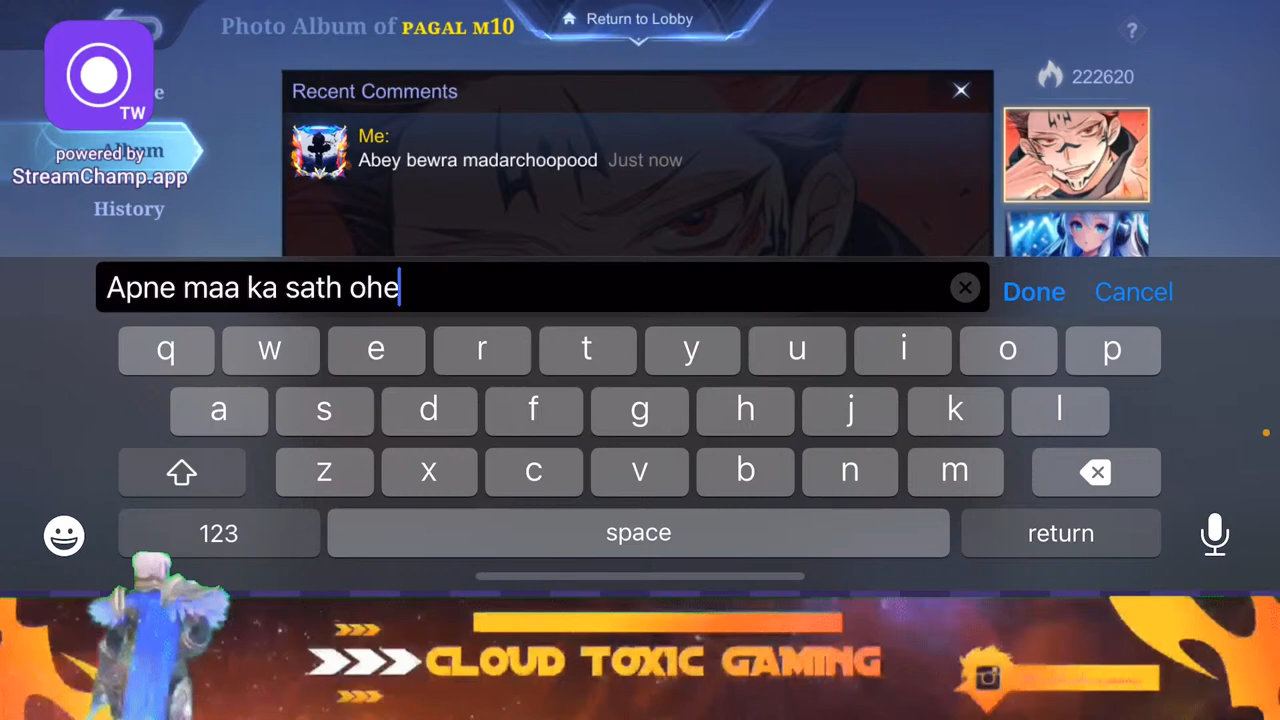 Photo Album of PAGAL M10
Return to Lobby
?
222620
TW
powered by
StreamChamp.app
Album
History
Recent Comments
Me:
Abey bewra madarchoopood Just now
Apne maa ka sath ohe
Done
Cancel
q w e r t y u i o p
a s d f g h j k l
z x c v b n m
123
space
return
CLOUD TOXIC GAMING